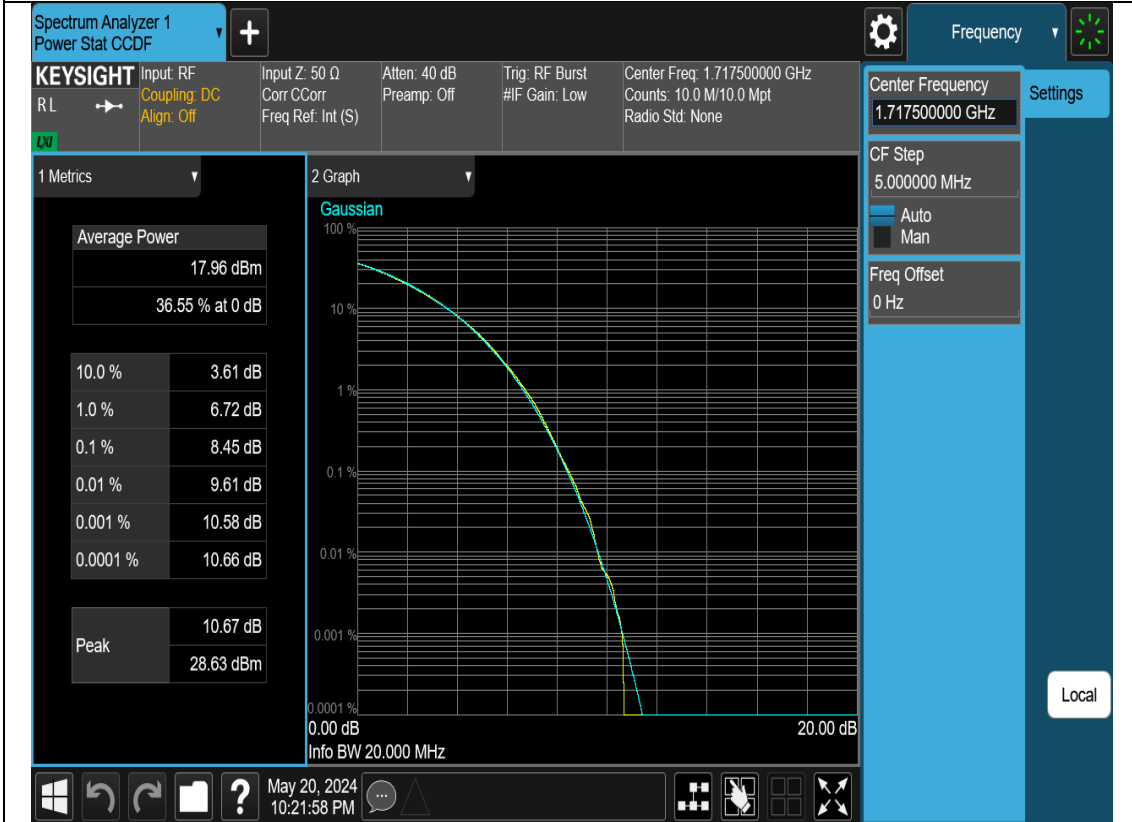 Spectrum Analyzer 1
Power Stat CCDF
Frequency
KEYSIGHT
RL
LXI
Input: RF
Coupling: DC
Align: Off
Input Z: 50 Ω
Corr CCorr
Freq Ref: Int (S)
Atten: 40 dB
Preamp: Off
Trig: RF Burst
#IF Gain: Low
Center Freq: 1.717500000 GHz
Counts: 10.0 M/10.0 Mpt
Radio Std: None
Center Frequency
1.717500000 GHz
Settings
CF Step
5.000000 MHz
Auto
Man
Freq Offset
0 Hz
Local
1 Metrics
Average Power
17.96 dBm
36.55 % at 0 dB
10.0 % 3.61 dB
1.0 % 6.72 dB
0.1 % 8.45 dB
0.01 % 9.61 dB
0.001 % 10.58 dB
0.0001 % 10.66 dB
Peak
10.67 dB
28.63 dBm
2 Graph
Gaussian
100 %
10 %
1 %
0.1 %
0.01 %
0.001 %
0.0001 %
0.00 dB
20.00 dB
Info BW 20.000 MHz
?
May 20, 2024
10:21:58 PM